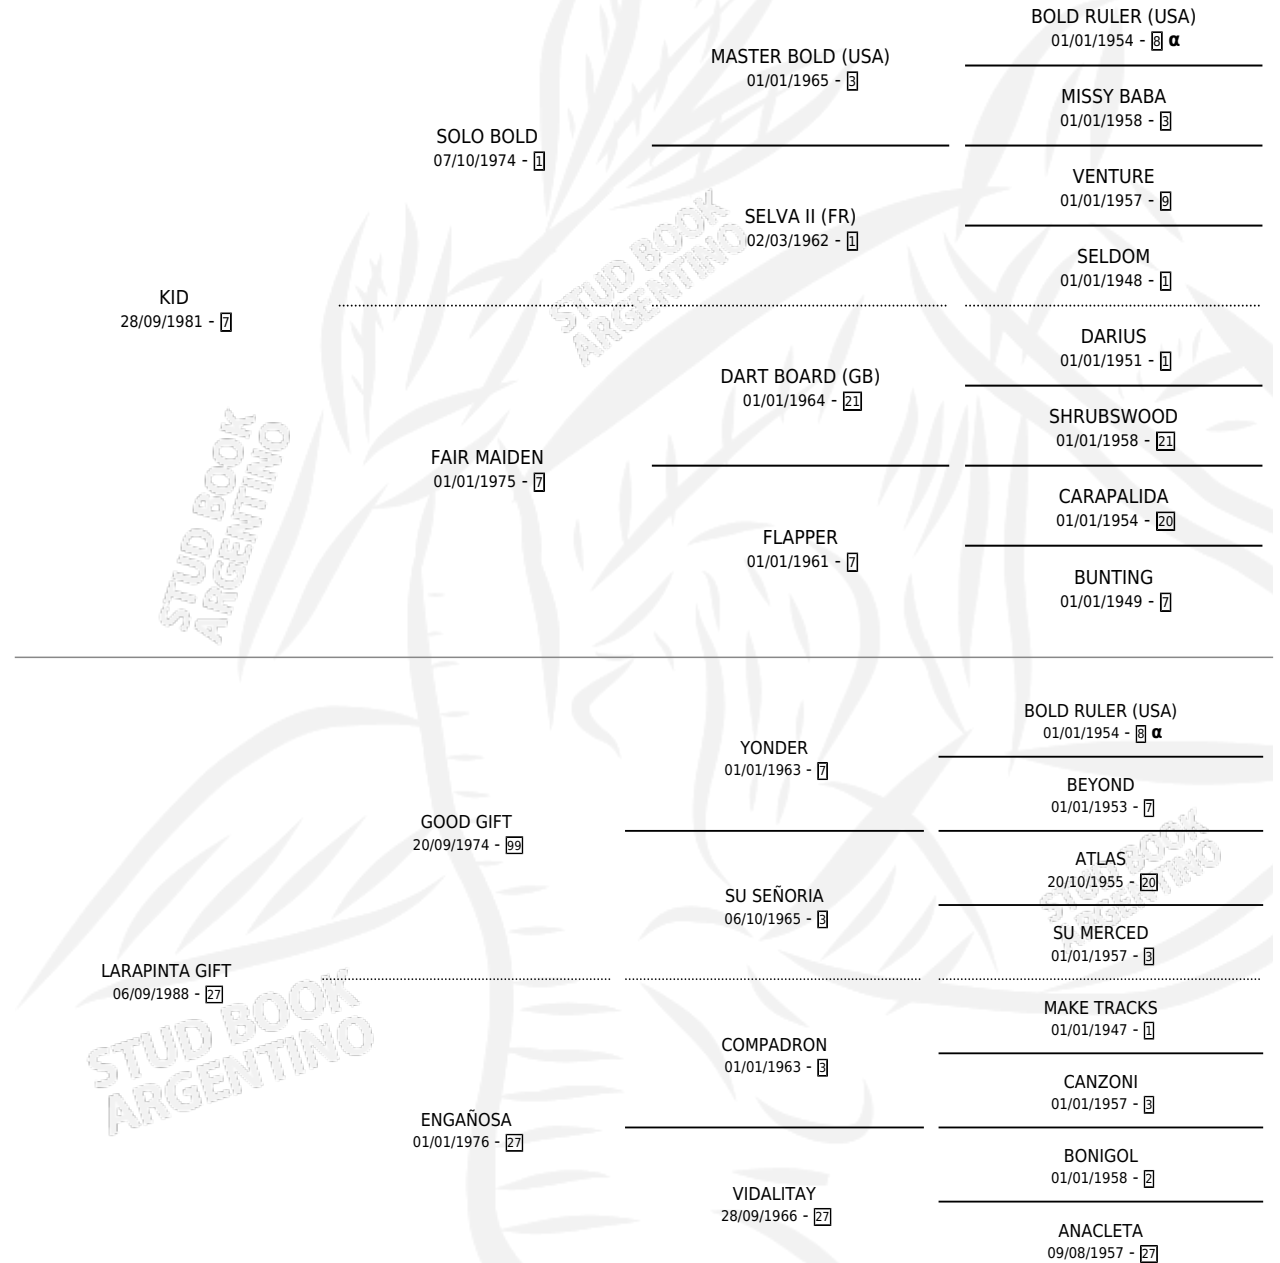 BOLD RULER (USA)
01/01/1954 - 8 α
MASTER BOLD (USA)
01/01/1965 - 3
MISSY BABA
01/01/1958 - 3
SOLO BOLD
07/10/1974 - 1
VENTURE
01/01/1957 - 9
SELVA II (FR)
02/03/1962 - 1
SELDOM
01/01/1948 - 1
KID
28/09/1981 - 7
DARIUS
01/01/1951 - 1
DART BOARD (GB)
01/01/1964 - 21
SHRUBSWOOD
01/01/1958 - 21
FAIR MAIDEN
01/01/1975 - 7
CARAPALIDA
01/01/1954 - 20
FLAPPER
01/01/1961 - 7
BUNTING
01/01/1949 - 7
STUD BOOK
ARGENTINO
STUD BOOK
ARGENTINO
BOLD RULER (USA)
01/01/1954 - 8 α
YONDER
01/01/1963 - 7
BEYOND
01/01/1953 - 7
GOOD GIFT
20/09/1974 - 99
ATLAS
20/10/1955 - 20
SU SEÑORIA
06/10/1965 - 3
SU MERCED
01/01/1957 - 3
STUD BOOK
ARGENTINO
LARAPINTA GIFT
06/09/1988 - 27
MAKE TRACKS
01/01/1947 - 1
COMPADRON
01/01/1963 - 3
CANZONI
01/01/1957 - 3
ENGAÑOSA
01/01/1976 - 27
BONIGOL
01/01/1958 - 2
VIDALITAY
28/09/1966 - 27
ANACLETA
09/08/1957 - 27
STUD BOOK
ARGENTINO